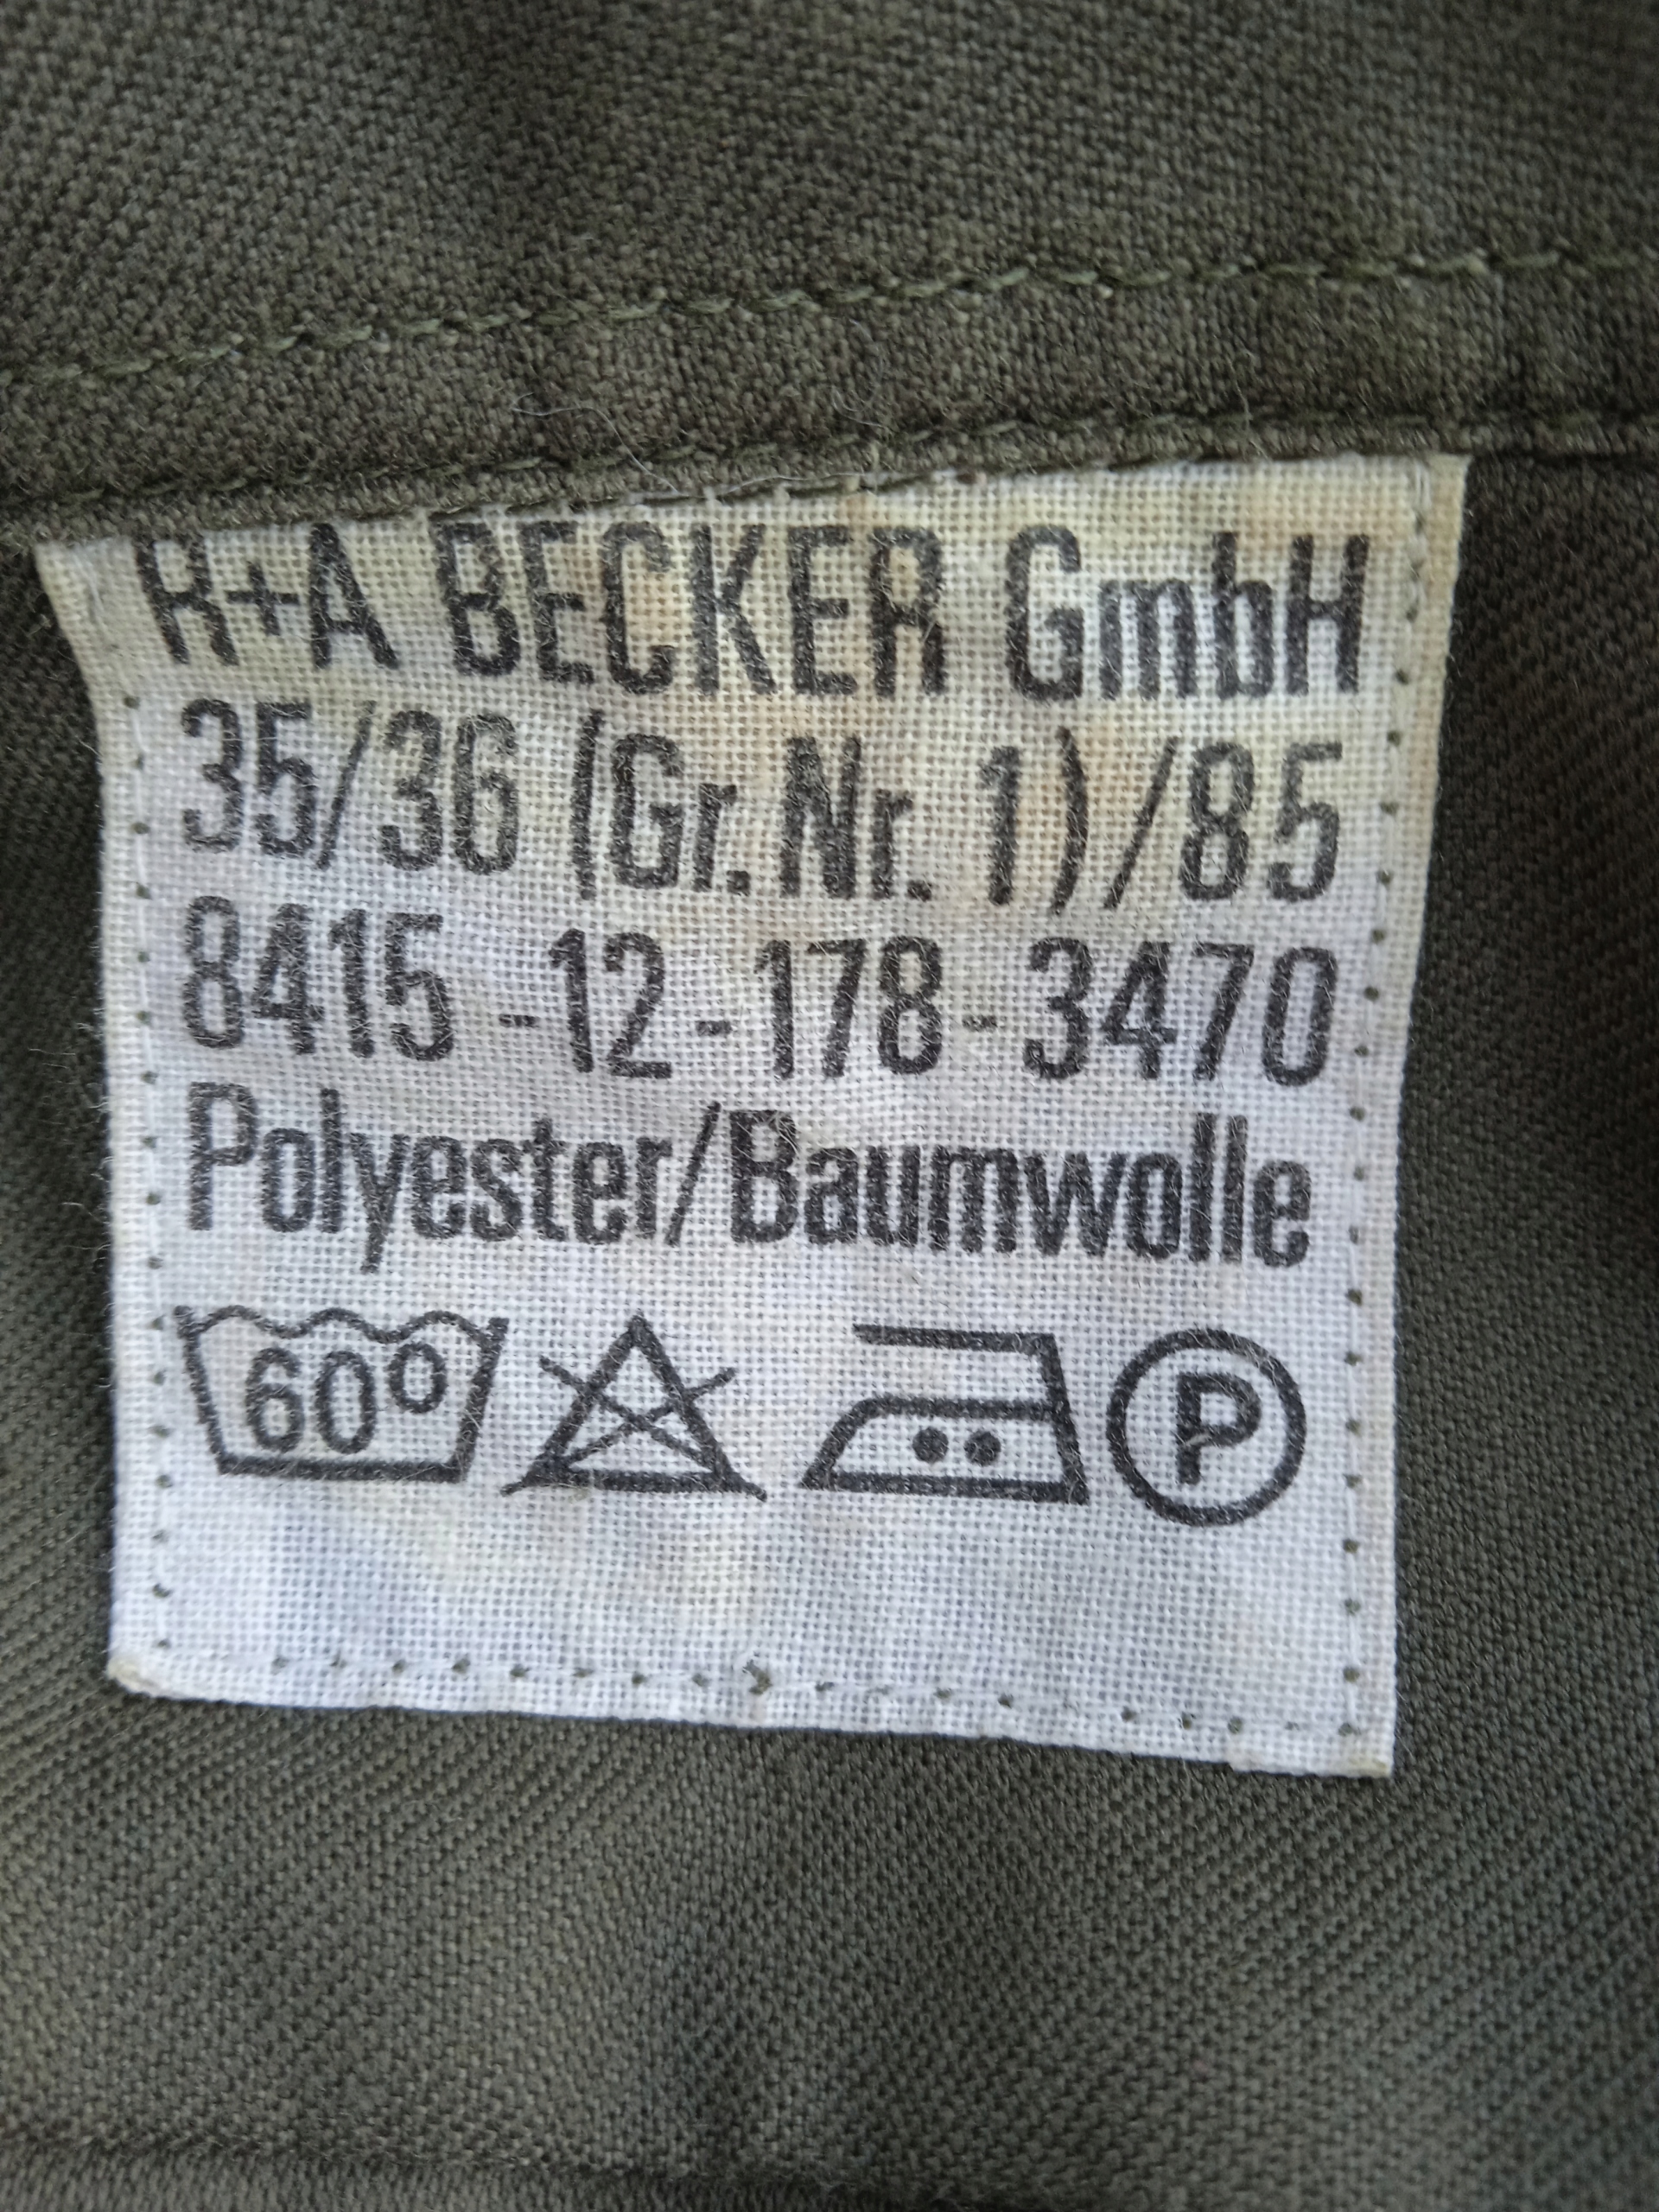 R+A BECKER GmbH
35/36 (Gr. Nr. 1)/85
8415-12-178-3470
Polyester/Baumwolle
60° P